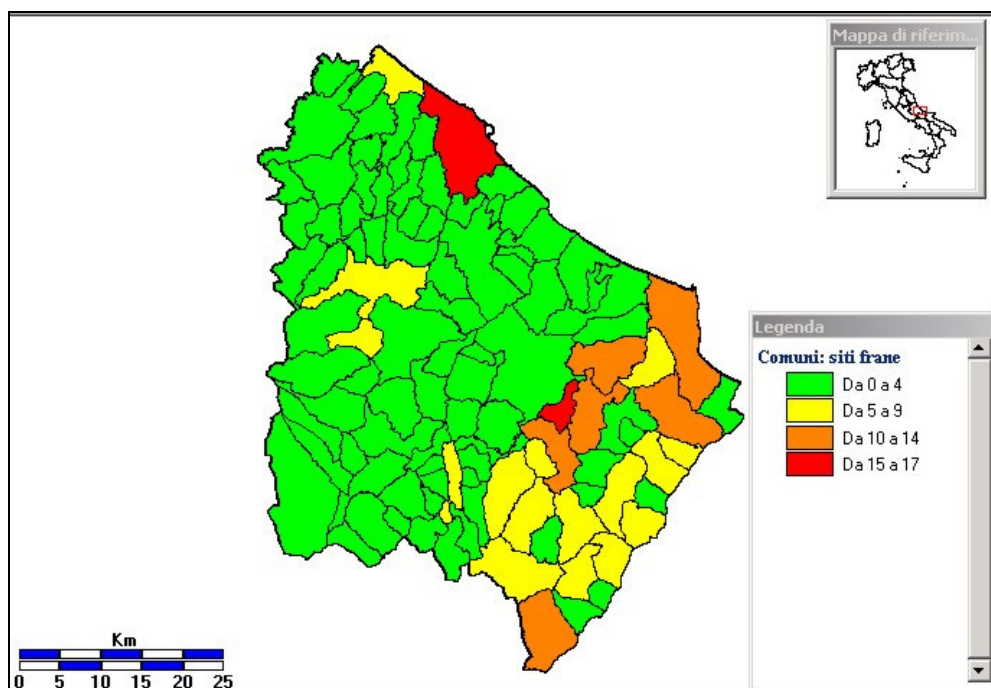 Mappa di riferim...
Legenda
Comuni: siti frane
Da 0 a 4
Da 5 a 9
Da 10 a 14
Da 15 a 17
Km
0 5 10 15 20 25